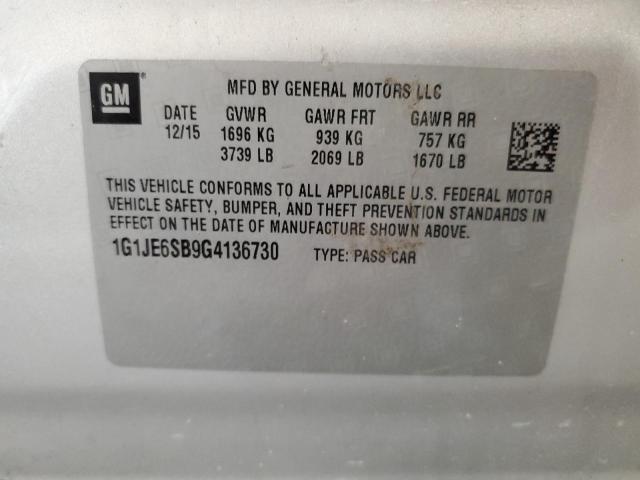 GM
MFD BY GENERAL MOTORS LLC
DATE GVWR GAWR FRT GAWR RR
12/15 1696 KG 939 KG 757 KG
3739 LB 2069 LB 1670 LB
THIS VEHICLE CONFORMS TO ALL APPLICABLE U.S. FEDERAL MOTOR
VEHICLE SAFETY, BUMPER, AND THEFT PREVENTION STANDARDS IN
EFFECT ON THE DATE OF MANUFACTURE SHOWN ABOVE.
1G1JE6SB9G4136730 TYPE: PASS CAR